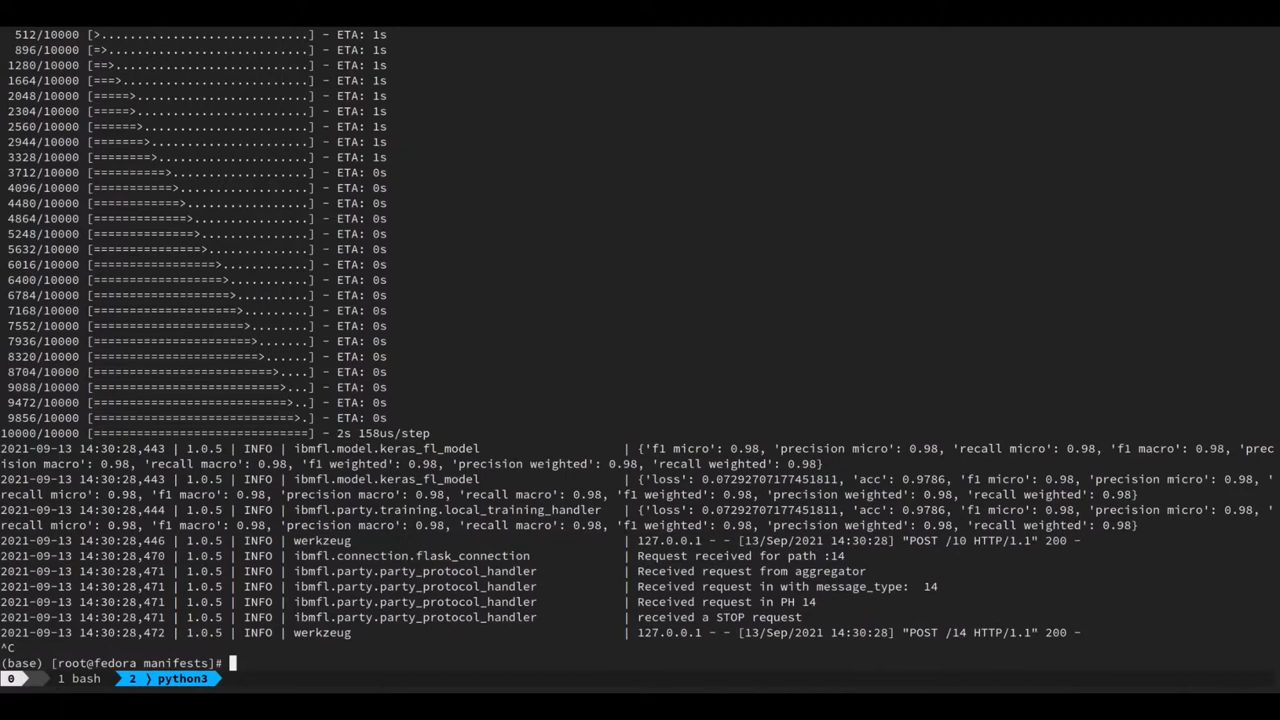 512/10000 [>.............................] - ETA: 1s
896/10000 [=>............................] - ETA: 1s
1280/10000 [==>...........................] - ETA: 1s
1664/10000 [===>..........................] - ETA: 1s
2048/10000 [=====>........................] - ETA: 1s
2304/10000 [=====>........................] - ETA: 1s
2560/10000 [======>.......................] - ETA: 1s
2944/10000 [=======>......................] - ETA: 1s
3328/10000 [========>.....................] - ETA: 1s
3712/10000 [==========>...................] - ETA: 0s
4096/10000 [===========>..................] - ETA: 0s
4480/10000 [============>.................] - ETA: 0s
4864/10000 [=============>................] - ETA: 0s
5248/10000 [==============>...............] - ETA: 0s
5632/10000 [===============>..............] - ETA: 0s
6016/10000 [=================>............] - ETA: 0s
6400/10000 [==================>...........] - ETA: 0s
6784/10000 [===================>..........] - ETA: 0s
7168/10000 [====================>.........] - ETA: 0s
7552/10000 [=====================>........] - ETA: 0s
7936/10000 [======================>.......] - ETA: 0s
8320/10000 [=======================>......] - ETA: 0s
8704/10000 [=========================>....] - ETA: 0s
9088/10000 [==========================>...] - ETA: 0s
9472/10000 [===========================>..] - ETA: 0s
9856/10000 [============================>.] - ETA: 0s
10000/10000 [==============================] - 2s 158us/step
2021-09-13 14:30:28,443 | 1.0.5 | INFO | ibmfl.model.keras_fl_model | {'f1 micro': 0.98, 'precision micro': 0.98, 'recall micro': 0.98, 'f1 macro': 0.98, 'prec
ision macro': 0.98, 'recall macro': 0.98, 'f1 weighted': 0.98, 'precision weighted': 0.98, 'recall weighted': 0.98}
2021-09-13 14:30:28,443 | 1.0.5 | INFO | ibmfl.model.keras_fl_model | {'loss': 0.07292707177451811, 'acc': 0.9786, 'f1 micro': 0.98, 'precision micro': 0.98, '
recall micro': 0.98, 'f1 macro': 0.98, 'precision macro': 0.98, 'recall macro': 0.98, 'f1 weighted': 0.98, 'precision weighted': 0.98, 'recall weighted': 0.98}
2021-09-13 14:30:28,444 | 1.0.5 | INFO | ibmfl.party.training.local_training_handler | {'loss': 0.07292707177451811, 'acc': 0.9786, 'f1 micro': 0.98, 'precision micro': 0.98, '
recall micro': 0.98, 'f1 macro': 0.98, 'precision macro': 0.98, 'recall macro': 0.98, 'f1 weighted': 0.98, 'precision weighted': 0.98, 'recall weighted': 0.98}
2021-09-13 14:30:28,446 | 1.0.5 | INFO | werkzeug | 127.0.0.1 - - [13/Sep/2021 14:30:28] "POST /10 HTTP/1.1" 200 -
2021-09-13 14:30:28,470 | 1.0.5 | INFO | ibmfl.connection.flask_connection | Request received for path :14
2021-09-13 14:30:28,471 | 1.0.5 | INFO | ibmfl.party.party_protocol_handler | Received request from aggregator
2021-09-13 14:30:28,471 | 1.0.5 | INFO | ibmfl.party.party_protocol_handler | Received request in with message_type:  14
2021-09-13 14:30:28,471 | 1.0.5 | INFO | ibmfl.party.party_protocol_handler | Received request in PH 14
2021-09-13 14:30:28,471 | 1.0.5 | INFO | ibmfl.party.party_protocol_handler | received a STOP request
2021-09-13 14:30:28,472 | 1.0.5 | INFO | werkzeug | 127.0.0.1 - - [13/Sep/2021 14:30:28] "POST /14 HTTP/1.1" 200 -
^C
(base) [root@fedora manifests]#
0 1 bash 2 ❭ python3